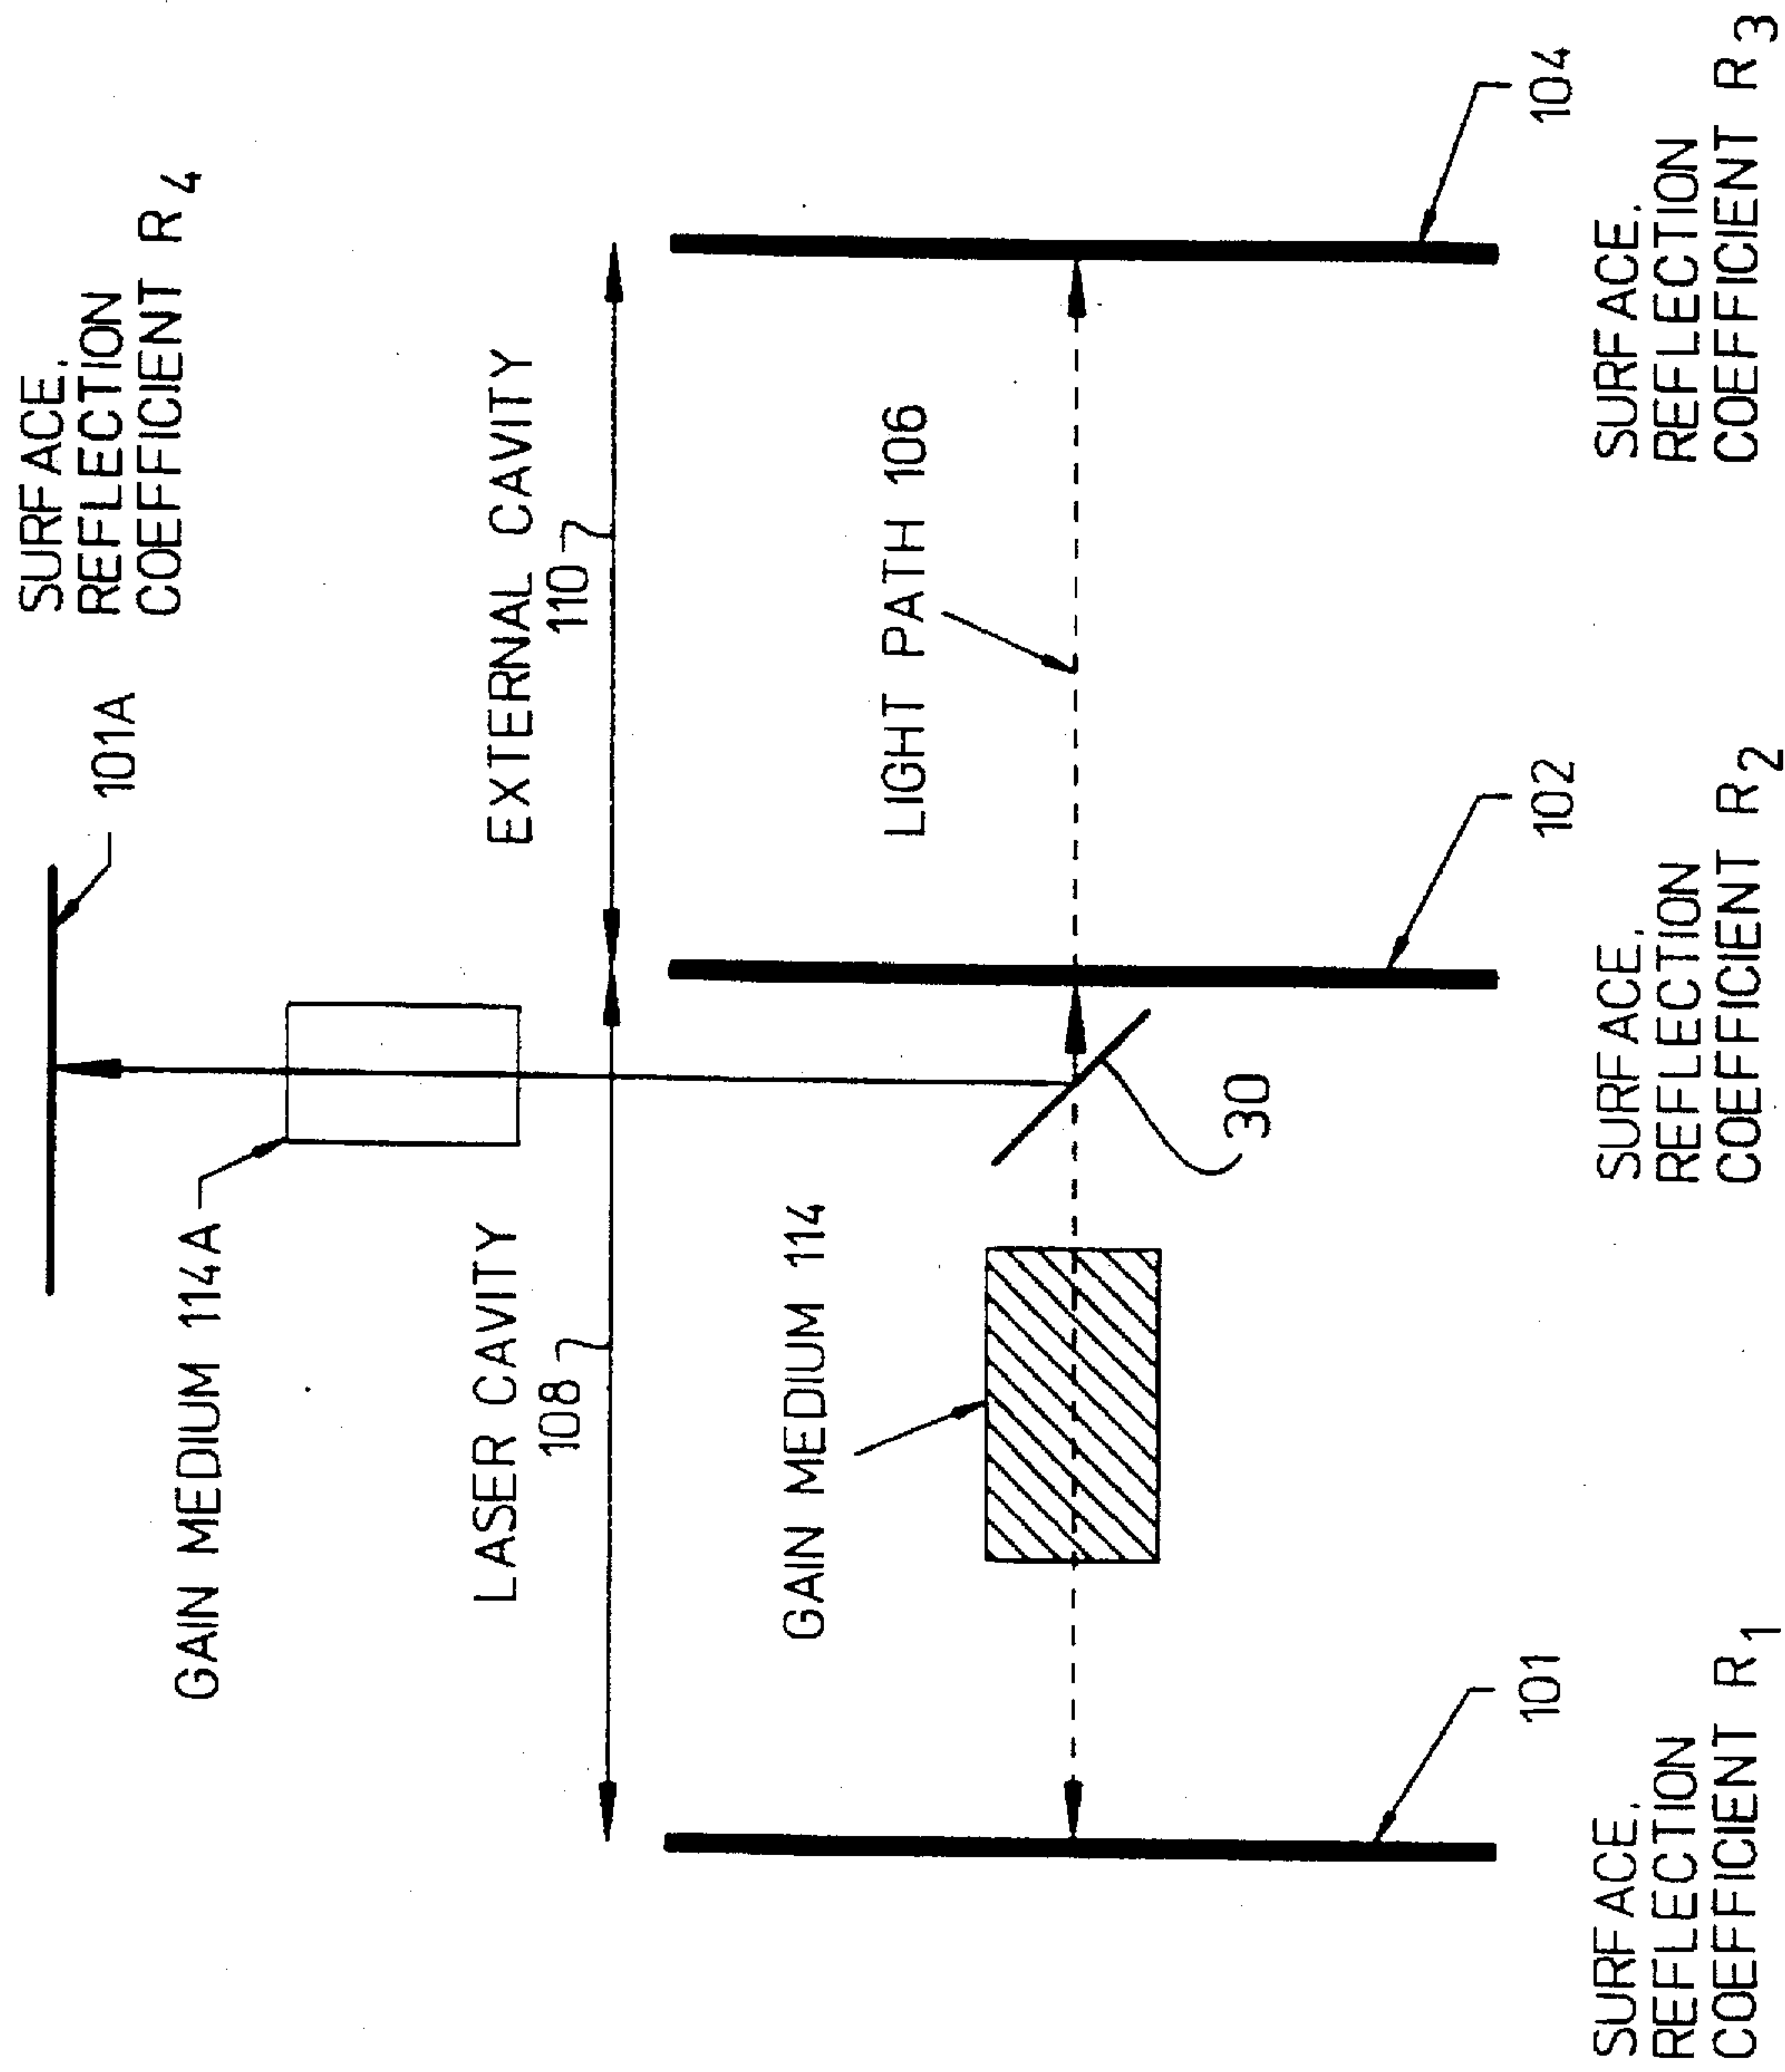 SURFACE,
REFLECTION
COEFFICIENT R4
101A
GAIN MEDIUM 114A
LASER CAVITY
108
EXTERNAL CAVITY
110
GAIN MEDIUM 114
LIGHT PATH 106
30
101
102
104
SURFACE,
REFLECTION
COEFFICIENT R1
SURFACE,
REFLECTION
COEFFICIENT R2
SURFACE,
REFLECTION
COEFFICIENT R3